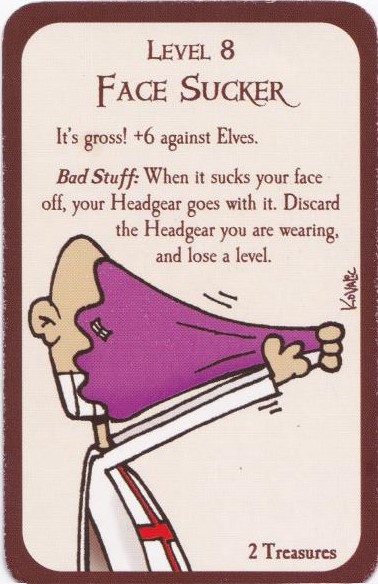 Level 8
Face Sucker
It's gross! +6 against Elves.
Bad Stuff: When it sucks your face
off, your Headgear goes with it. Discard
the Headgear you are wearing,
and lose a level.
Kovalic
2 Treasures